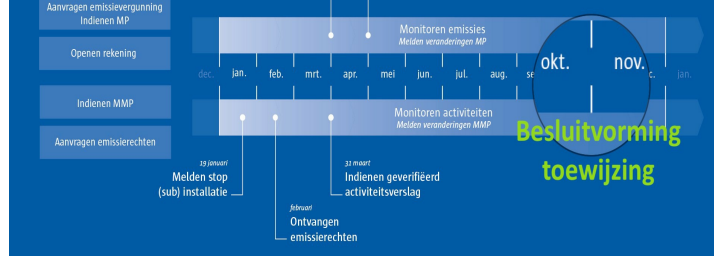 Aanvragen emissievergunning
Indienen MP
Openen rekening
Indienen MMP
Aanvragen emissierechten
Monitoren emissies
Melden veranderingen MP
dec. jan. feb. mrt. apr. mei jun. jul. aug. se okt. nov. c. jan.
Monitoren activiteiten
Melden veranderingen MMP
Besluitvorming
toewijzing
19 januari
Melden stop
(sub) installatie
31 maart
Indienen geverifiëerd
activiteitsverslag
februari
Ontvangen
emissierechten